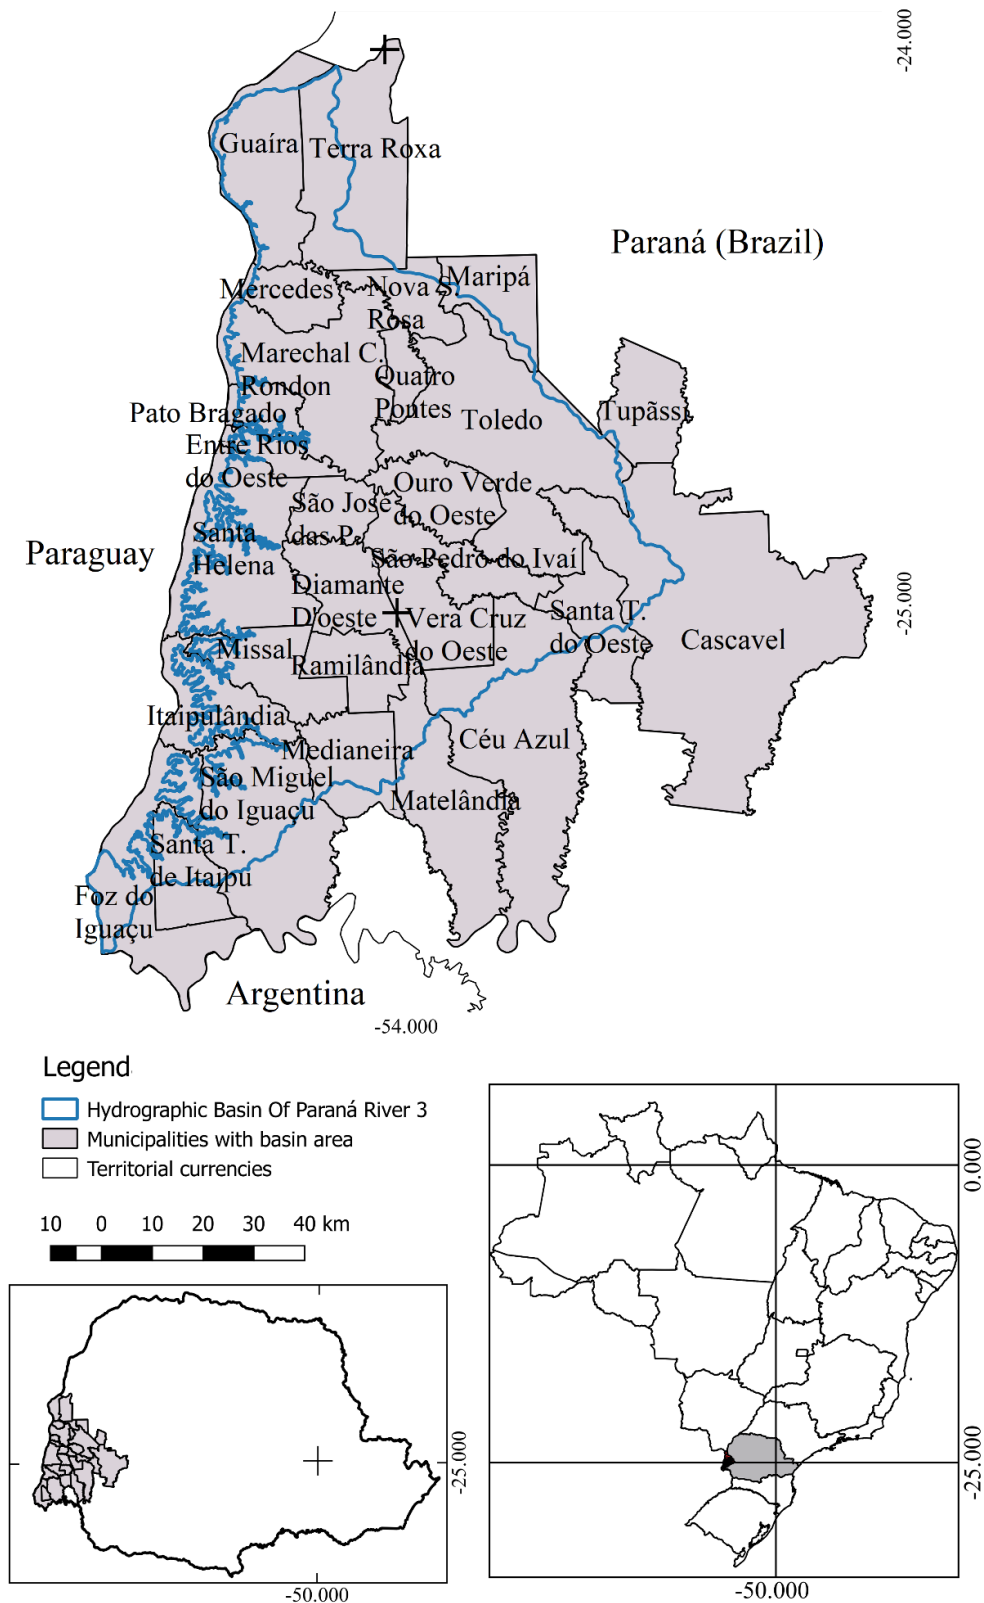 -24.000
Guaíra
Terra Roxa
Paraná (Brazil)
Maripá
Mercedes
Nova S.
Rosa
Marechal C.
Rondon
Quatro
Pontes
Pato Bragado
Toledo
Tupãssi
Entre Rios
do Oeste
Ouro Verde
do Oeste
São José
das P.
Santa
Helena
Paraguay
São Pedro do Ivaí
Diamante
D'oeste
Vera Cruz
do Oeste
Santa T.
do Oeste
-25.000
Cascavel
Missal
Ramilândia
Itaipulândia
Medianeira
Céu Azul
São Miguel
do Iguaçu
Matelândia
Santa T.
de Itaipu
Foz do
Iguaçu
Argentina
-54.000
Legend
Hydrographic Basin Of Paraná River 3
Municipalities with basin area
Territorial currencies
10 0 10 20 30 40 km
0.000
-25.000
-50.000
-25.000
-50.000